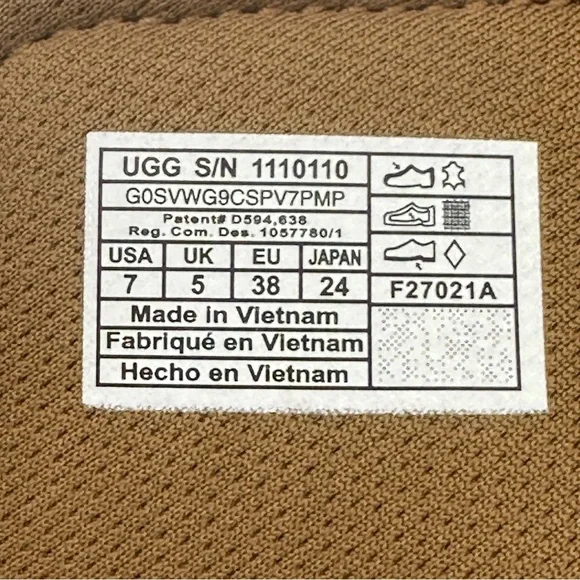 UGG S/N 1110110
G0SVWG9CSPV7PMP
Patent# D594,638
Reg. Com. Des. 1057780/1
USA UK EU JAPAN
7 5 38 24
F27021A
Made in Vietnam
Fabriqué en Vietnam
Hecho en Vietnam